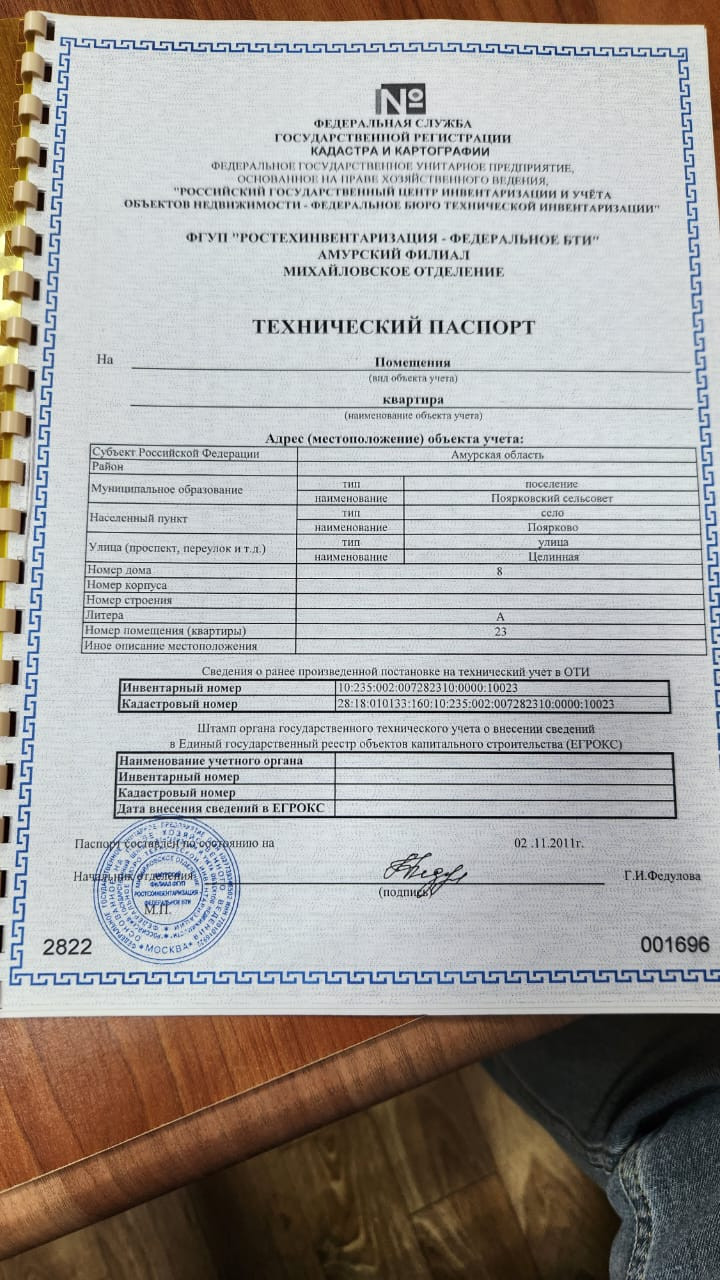 №
ФЕДЕРАЛЬНАЯ СЛУЖБА
ГОСУДАРСТВЕННОЙ РЕГИСТРАЦИИ
КАДАСТРА И КАРТОГРАФИИ
ФЕДЕРАЛЬНОЕ ГОСУДАРСТВЕННОЕ УНИТАРНОЕ ПРЕДПРИЯТИЕ,
ОСНОВАННОЕ НА ПРАВЕ ХОЗЯЙСТВЕННОГО ВЕДЕНИЯ,
"РОССИЙСКИЙ ГОСУДАРСТВЕННЫЙ ЦЕНТР ИНВЕНТАРИЗАЦИИ И УЧЁТА
ОБЪЕКТОВ НЕДВИЖИМОСТИ - ФЕДЕРАЛЬНОЕ БЮРО ТЕХНИЧЕСКОЙ ИНВЕНТАРИЗАЦИИ"
ФГУП "РОСТЕХИНВЕНТАРИЗАЦИЯ - ФЕДЕРАЛЬНОЕ БТИ"
АМУРСКИЙ ФИЛИАЛ
МИХАЙЛОВСКОЕ ОТДЕЛЕНИЕ
ТЕХНИЧЕСКИЙ ПАСПОРТ
На Помещения
(вид объекта учета)
квартира
(наименование объекта учета)
Адрес (местоположение) объекта учета:
Субъект Российской Федерации Амурская область
Район
Муниципальное образование тип поселение
наименование Поярковский сельсовет
Населенный пункт тип село
наименование Поярково
Улица (проспект, переулок и т.д.) тип улица
наименование Целинная
Номер дома 8
Номер корпуса
Номер строения
Литера А
Номер помещения (квартиры) 23
Иное описание местоположения
Сведения о ранее произведенной постановке на технический учет в ОТИ
Инвентарный номер 10:235:002:007282310:0000:10023
Кадастровый номер 28:18:010133:160:10:235:002:007282310:0000:10023
Штамп органа государственного технического учета о внесении сведений
в Единый государственный реестр объектов капитального строительства (ЕГРОКС)
Наименование учетного органа
Инвентарный номер
Кадастровый номер
Дата внесения сведений в ЕГРОКС
Паспорт составлен по состоянию на 02 .11.2011г.
Начальник отделения Г.И.Федулова
(подпись)
М.П.
МОСКВА
2822 001696